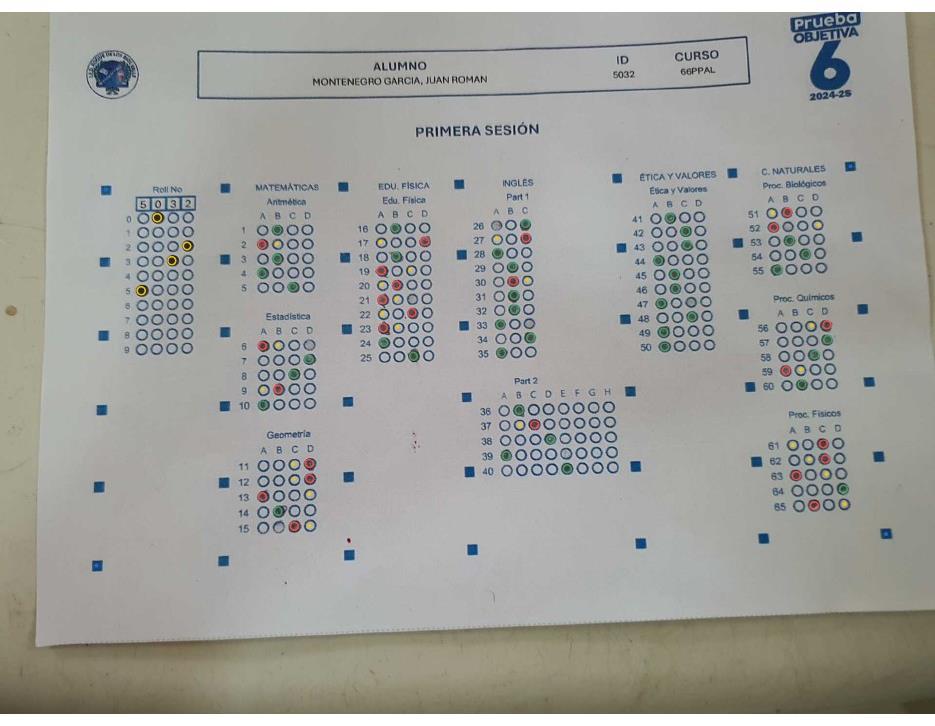 Prueba
OBJETIVA
6
2024-25
ALUMNO
MONTENEGRO GARCIA, JUAN ROMAN
ID
5032
CURSO
66PPAL
PRIMERA SESIÓN
Roll No
5 0 3 2
0
1
2
3
4
5
6
7
8
9
MATEMÁTICAS
Aritmética
A B C D
1
2
3
4
5
Estadística
A B C D
6
7
8
9
10
Geometría
A B C D
11
12
13
14
15
EDU. FÍSICA
Edu. Física
A B C D
16
17
18
19
20
21
22
23
24
25
INGLÉS
Part 1
A B C
26
27
28
29
30
31
32
33
34
35
Part 2
A B C D E F G H
36
37
38
39
40
ÉTICA Y VALORES
Ética y Valores
A B C D
41
42
43
44
45
46
47
48
49
50
C. NATURALES
Proc. Biológicos
A B C D
51
52
53
54
55
Proc. Químicos
A B C D
56
57
58
59
60
Proc. Físicos
A B C D
61
62
63
64
65